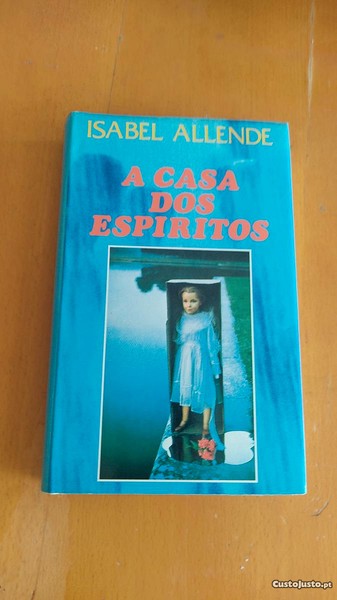 ISABEL ALLENDE
A CASA
DOS
ESPIRITOS
CustoJusto.pt